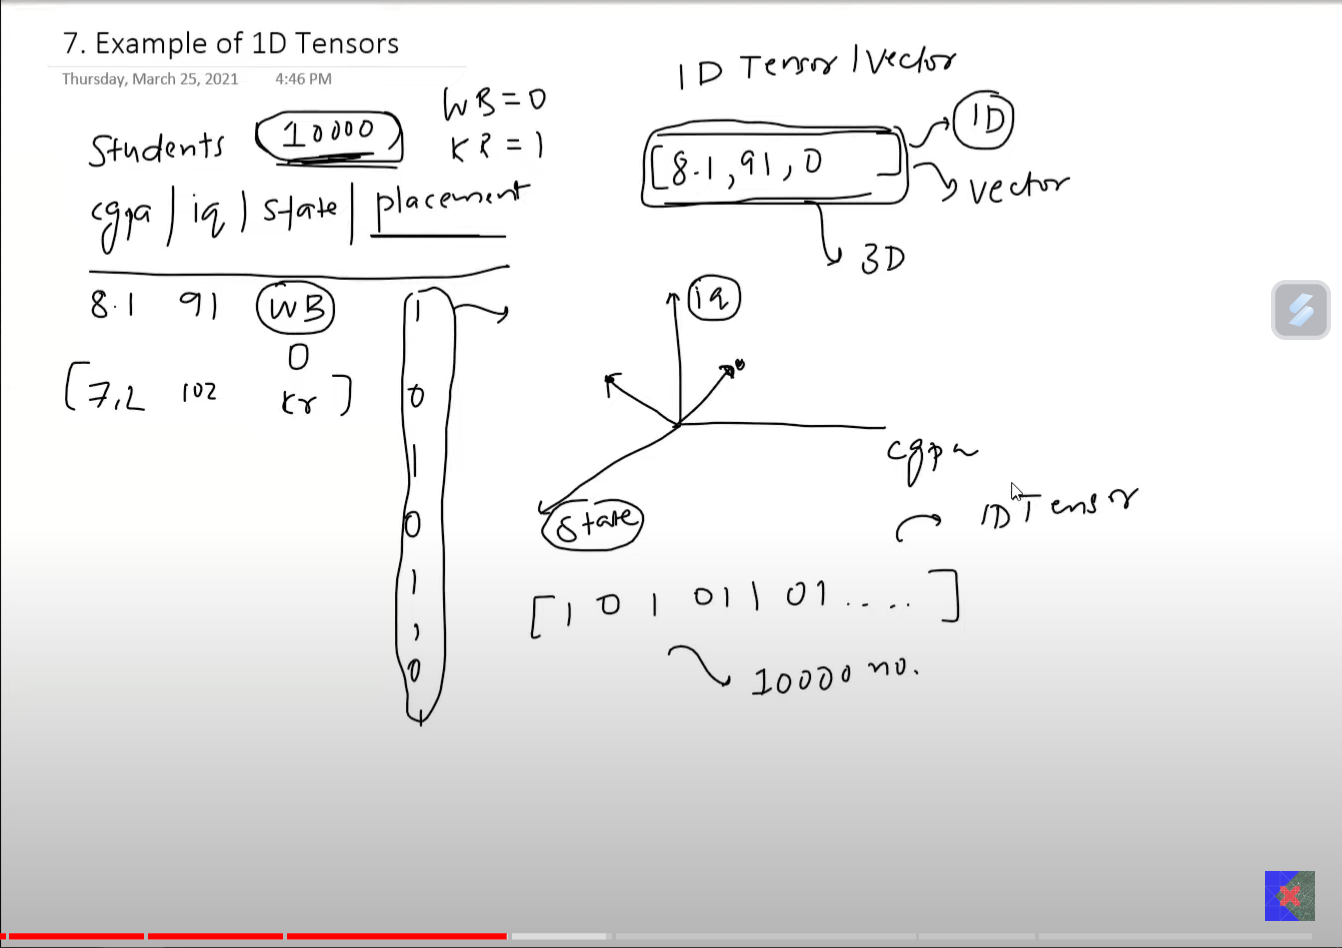 7. Example of 1D Tensors
Thursday, March 25, 2021 4:46 PM
WB = 0
KR = 1
Students 10000
cgpa | iq | state | placement
8.1 91 WB 1
0
[7.2 102 kr] 0
1
0
1
,
0
1D Tensor / Vector
[8.1, 91, 0 ]
1D
vector
3D
iq
cgpa
state
1D Tensor
[1 0 1 0 1 1 0 1 .... ]
10000 no.